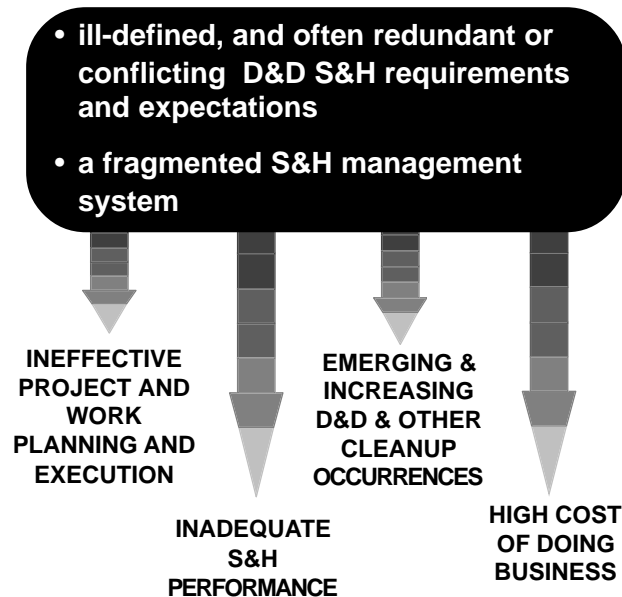 • ill-defined, and often redundant or
conflicting D&D S&H requirements
and expectations
• a fragmented S&H management
system
INEFFECTIVE
PROJECT AND
WORK
PLANNING AND
EXECUTION
INADEQUATE
S&H
PERFORMANCE
EMERGING &
INCREASING
D&D & OTHER
CLEANUP
OCCURRENCES
HIGH COST
OF DOING
BUSINESS